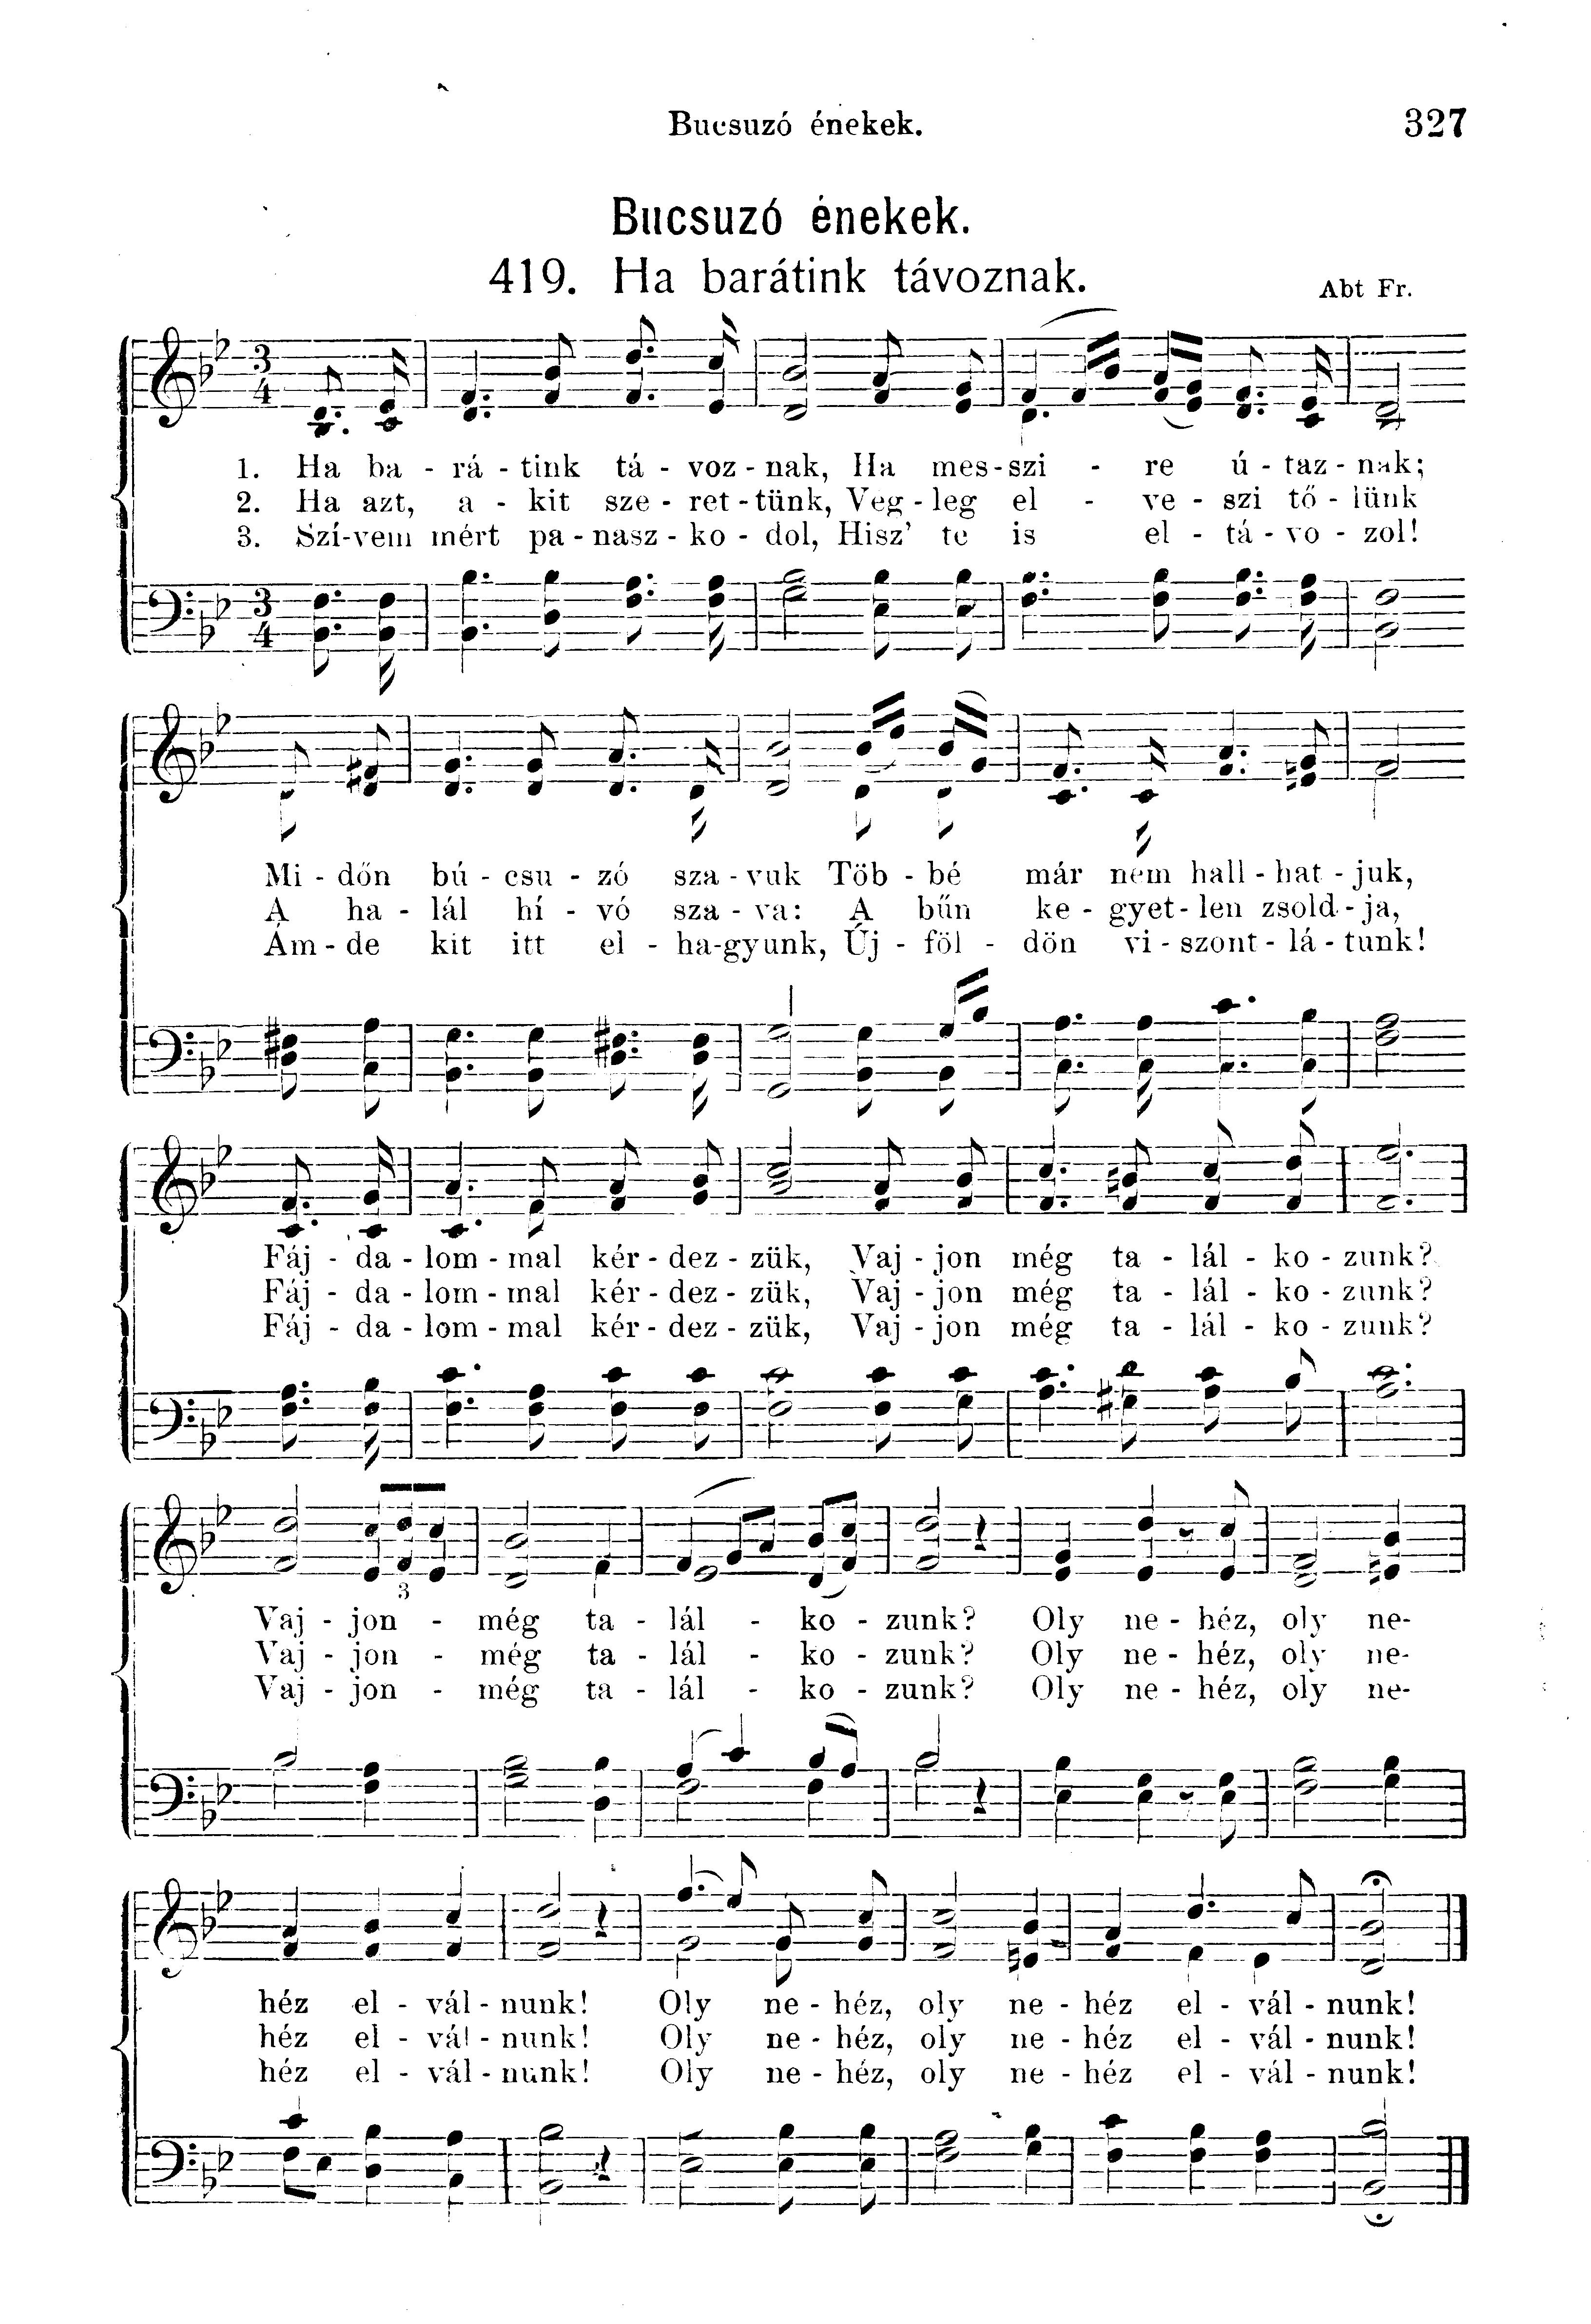 Bucsuzó énekek. 327
Bucsuzó énekek.
419. Ha barátink távoznak.
Abt Fr.
1. Ha ba - rá - tink tá - voz - nak, Ha mes - szi - re ú - taz - nak;
2. Ha azt, a - kit sze - ret - tünk, Veg - leg el - ve - szi tő - lünk
3. Szí-vem mért pa - nasz - ko - dol, Hisz' te is el - tá - vo - zol!
Mi - dőn bú - csu - zó sza - vuk Töb - bé már nem hall - hat - juk,
A ha - lál hí - vó sza - va: A bűn ke - gyet - len zsold - ja,
Ám - de kit itt el - ha-gyunk, Új - föl - dön vi - szont - lá - tunk!
Fáj - da - lom - mal kér - dez - zük, Vaj - jon még ta - lál - ko - zunk?
Fáj - da - lom - mal kér - dez - zük, Vaj - jon még ta - lál - ko - zunk?
Fáj - da - lom - mal kér - dez - zük, Vaj - jon még ta - lál - ko - zunk?
3
Vaj - jon - még ta - lál - ko - zunk? Oly ne - héz, oly ne-
Vaj - jon - még ta - lál - ko - zunk? Oly ne - héz, oly ne-
Vaj - jon - még ta - lál - ko - zunk? Oly ne - héz, oly ne-
héz el - vál - nunk! Oly ne - héz, oly ne - héz el - vál - nunk!
héz el - vál - nunk! Oly ne - héz, oly ne - héz el - vál - nunk!
héz el - vál - nunk! Oly ne - héz, oly ne - héz el - vál - nunk!